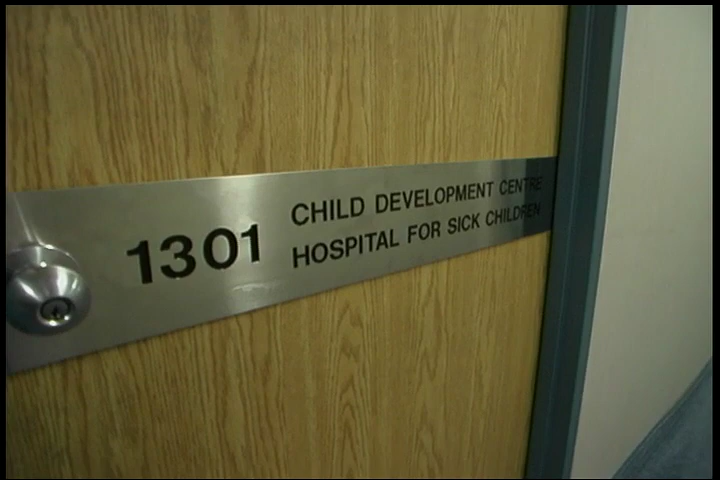 1301
CHILD DEVELOPMENT CENTRE
HOSPITAL FOR SICK CHILDREN